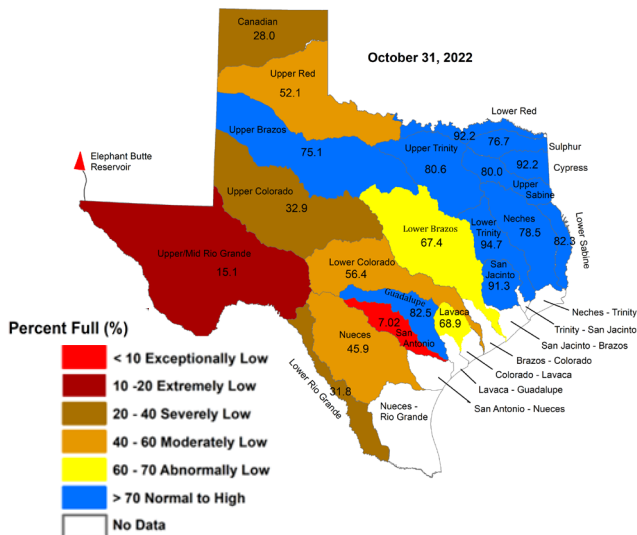 Canadian
28.0
October 31, 2022
Upper Red
52.1
Lower Red
Upper Brazos
75.1
Upper Trinity
80.6
92.2
76.7
Sulphur
80.0
92.2
Cypress
Upper
Sabine
Elephant Butte
Reservoir
Upper Colorado
32.9
Lower Brazos
67.4
Lower
Trinity
94.7
Neches
78.5
Lower Sabine
82.3
Upper/Mid Rio Grande
15.1
Lower Colorado
56.4
San
Jacinto
91.3
Guadalupe
82.5
Lavaca
68.9
7.02
San
Antonio
Nueces
45.9
Lower Rio Grande
31.8
Nueces -
Rio Grande
Neches - Trinity
Trinity - San Jacinto
San Jacinto - Brazos
Brazos - Colorado
Colorado - Lavaca
Lavaca - Guadalupe
San Antonio - Nueces
Percent Full (%)
< 10 Exceptionally Low
10 -20 Extremely Low
20 - 40 Severely Low
40 - 60 Moderately Low
60 - 70 Abnormally Low
> 70 Normal to High
No Data